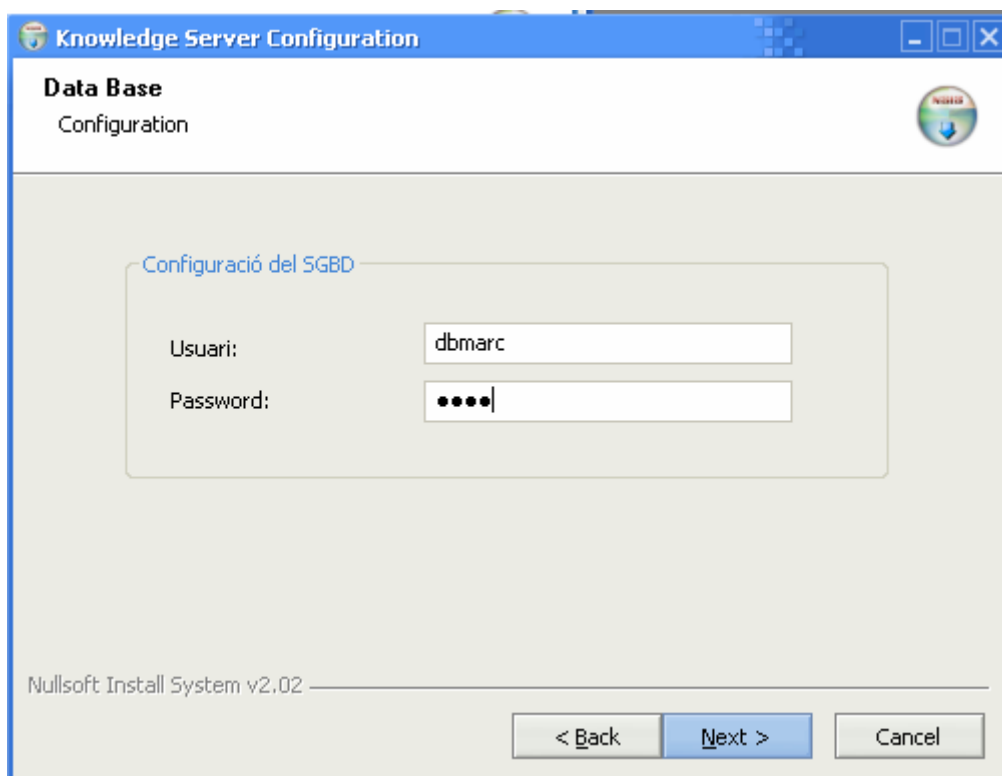 Knowledge Server Configuration
Data Base
Configuration
Configuració del SGBD
Usuari:
dbmarc
Password:
●●●●
Nullsoft Install System v2.02
< Back
Next >
Cancel